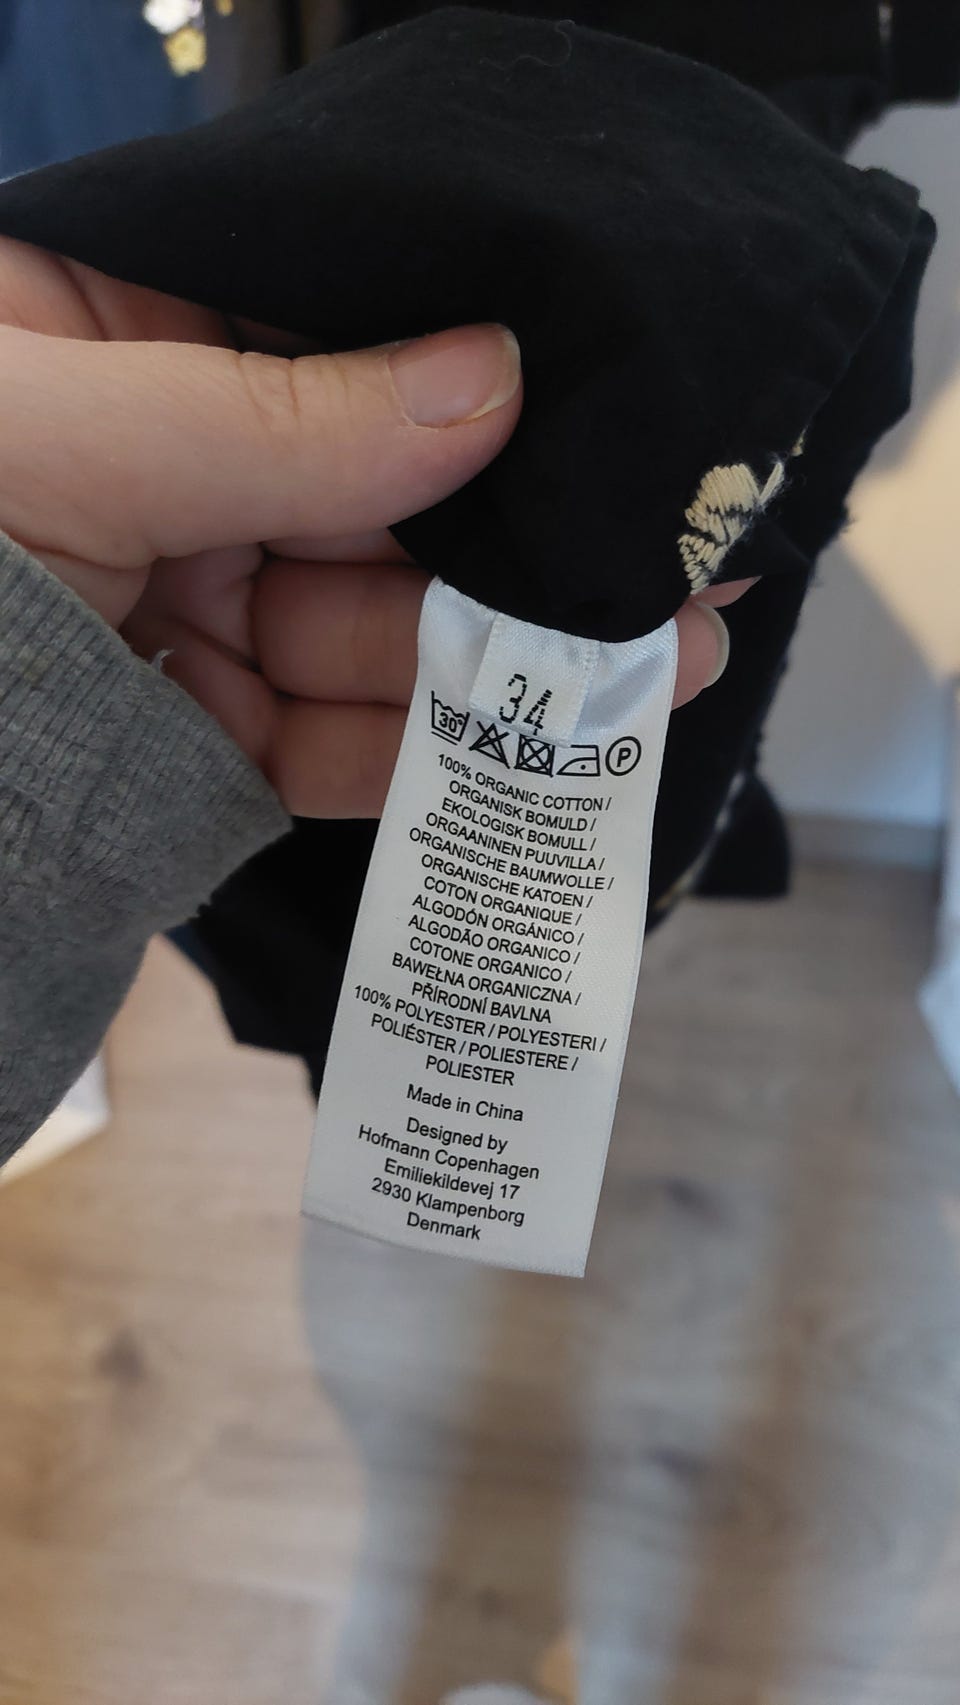 34
30°
P
100% ORGANIC COTTON /
ORGANISK BOMULD /
EKOLOGISK BOMULL /
ORGAANINEN PUUVILLA /
ORGANISCHE BAUMWOLLE /
ORGANISCHE KATOEN /
COTON ORGANIQUE /
ALGODÓN ORGÁNICO /
ALGODÃO ORGANICO /
COTONE ORGANICO /
BAWEŁNA ORGANICZNA /
PŘÍRODNÍ BAVLNA
100% POLYESTER / POLYESTERI /
POLIÉSTER / POLIESTERE /
POLIESTER
Made in China
Designed by
Hofmann Copenhagen
Emiliekildevej 17
2930 Klampenborg
Denmark